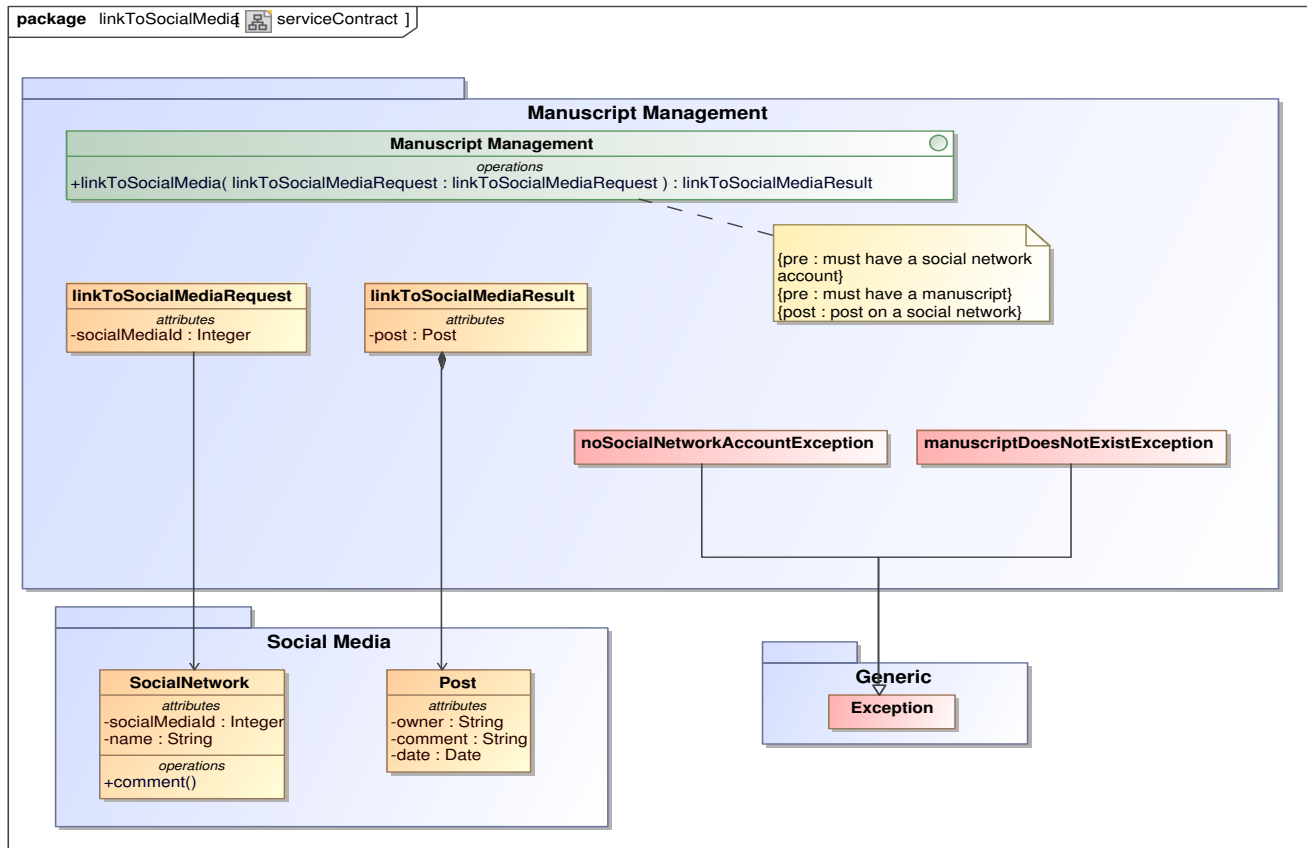 package linkToSocialMedia[ serviceContract ]
Manuscript Management
Manuscript Management
operations
+linkToSocialMedia( linkToSocialMediaRequest : linkToSocialMediaRequest ) : linkToSocialMediaResult
{pre : must have a social network
account}
{pre : must have a manuscript}
{post : post on a social network}
linkToSocialMediaRequest
attributes
-socialMediaId : Integer
linkToSocialMediaResult
attributes
-post : Post
noSocialNetworkAccountException
manuscriptDoesNotExistException
Social Media
SocialNetwork
attributes
-socialMediaId : Integer
-name : String
operations
+comment()
Post
attributes
-owner : String
-comment : String
-date : Date
Generic
Exception